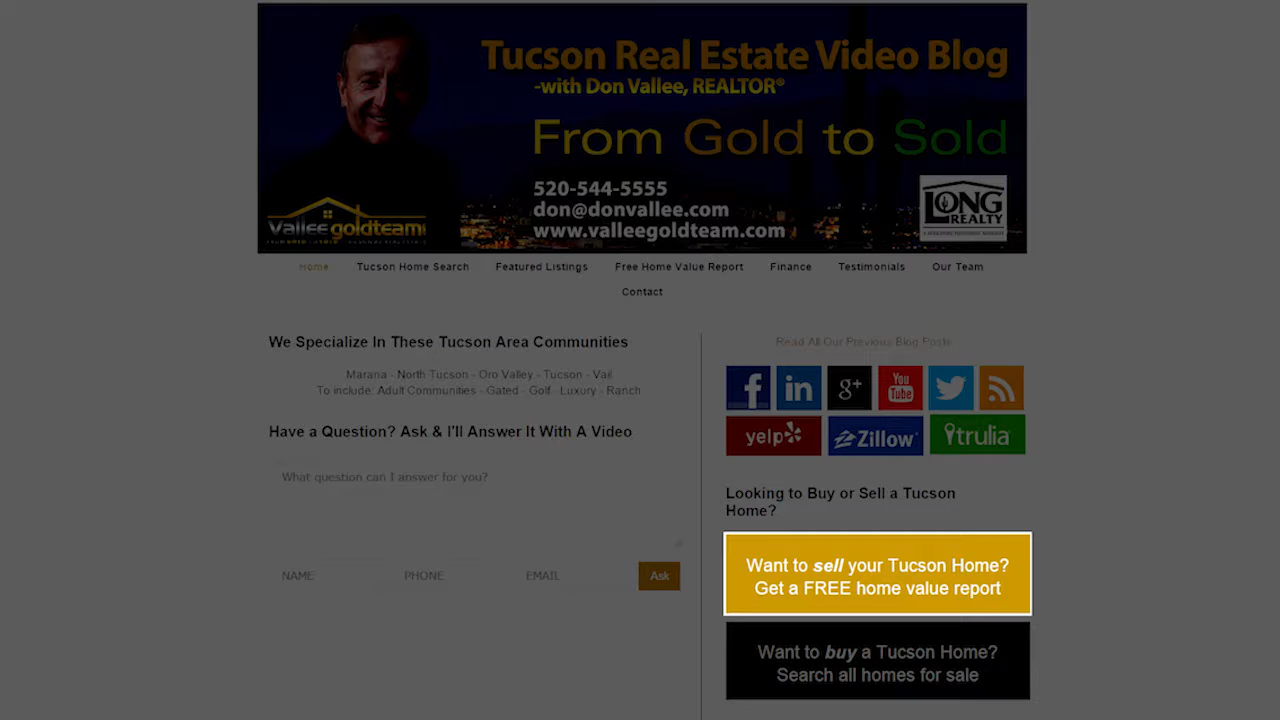 Tucson Real Estate Video Blog
-with Don Vallee, REALTOR®
From Gold to Sold
520-544-5555
don@donvallee.com
www.valleegoldteam.com
Vallee goldteam
LONG
REALTY
Home Tucson Home Search Featured Listings Free Home Value Report Finance Testimonials Our Team
Contact
We Specialize In These Tucson Area Communities
Marana - North Tucson - Oro Valley - Tucson - Vail
To include: Adult Communities - Gated - Golf - Luxury - Ranch
Have a Question? Ask & I'll Answer It With A Video
What question can I answer for you?
NAME PHONE EMAIL Ask
Read All Our Previous Blog Posts
f in g+ You Tube
yelp Zillow trulia
Looking to Buy or Sell a Tucson
Home?
Want to sell your Tucson Home?
Get a FREE home value report
Want to buy a Tucson Home?
Search all homes for sale